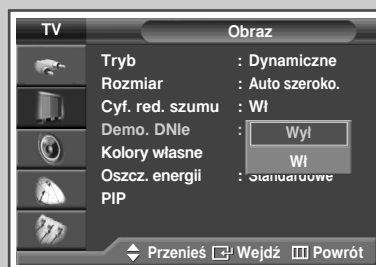 TV Obraz
Tryb : Dynamiczne
Rozmiar : Auto szeroko.
Cyf. red. szumu : Wł
Demo. DNIe : Wył
Kolory własne Wł
Oszcz. energii : Standardowe
PIP
Przenieś Wejdź Powrót